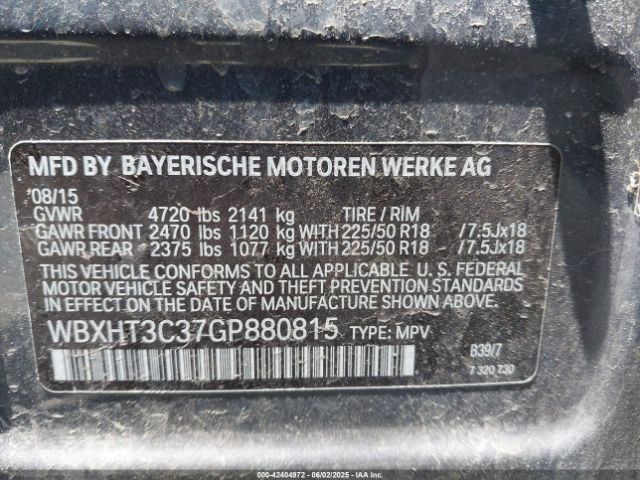 MFD BY BAYERISCHE MOTOREN WERKE AG
08/15
GVWR 4720 lbs 2141 kg TIRE / RIM
GAWR FRONT 2470 lbs 1120 kg WITH 225/50 R18 /7.5Jx18
GAWR REAR 2375 lbs 1077 kg WITH 225/50 R18 /7.5Jx18
THIS VEHICLE CONFORMS TO ALL APPLICABLE U. S. FEDERAL
MOTOR VEHICLE SAFETY AND THEFT PREVENTION STANDARDS
IN EFFECT ON THE DATE OF MANUFACTURE SHOWN ABOVE.
WBXHT3C37GP880815 TYPE: MPV
B39/7
7 320 730
000-42404972 - 06/02/2025 - IAA Inc.